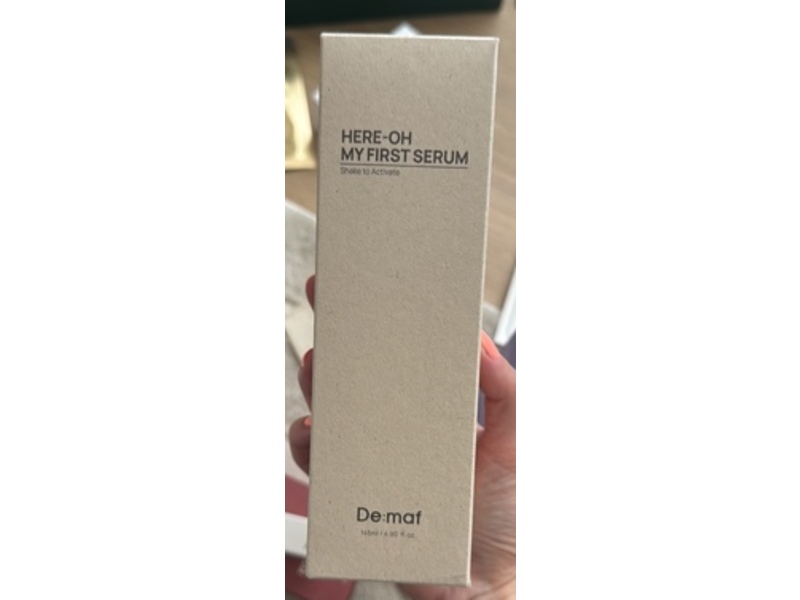 HERE-OH
MY FIRST SERUM
Shake to Activate
De:maf